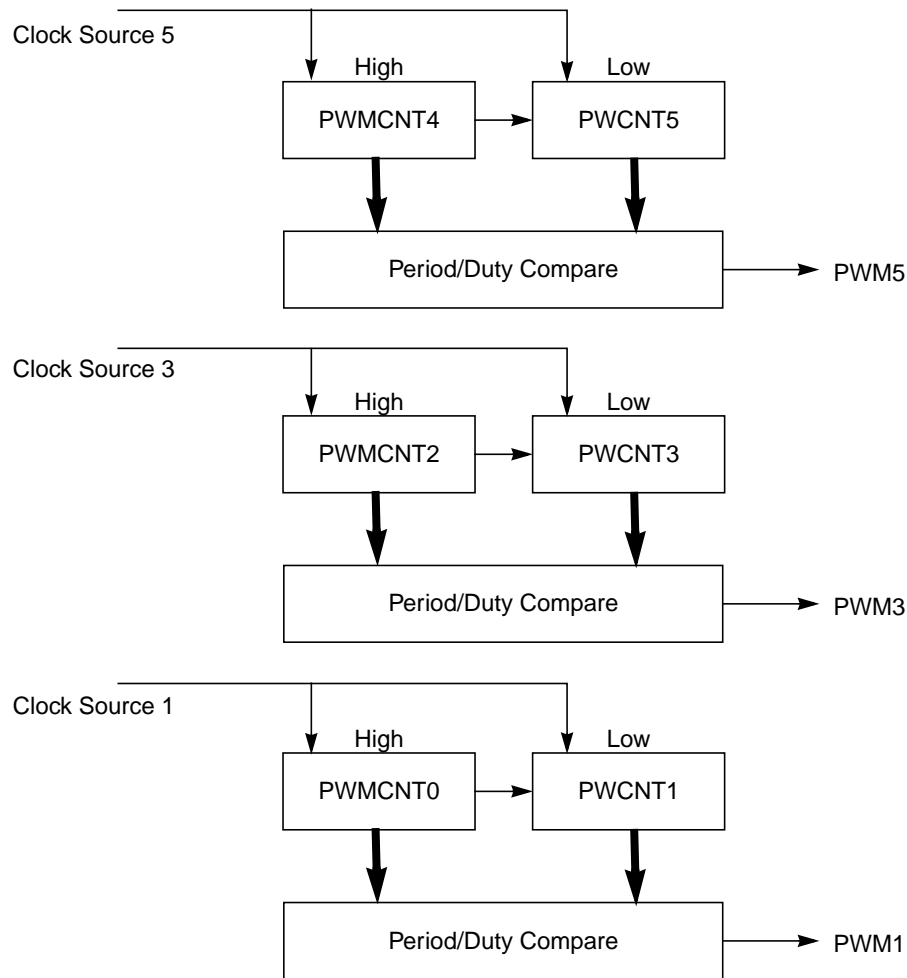 Clock Source 5
High
Low
PWMCNT4
PWCNT5
Period/Duty Compare
PWM5
Clock Source 3
High
Low
PWMCNT2
PWCNT3
Period/Duty Compare
PWM3
Clock Source 1
High
Low
PWMCNT0
PWCNT1
Period/Duty Compare
PWM1